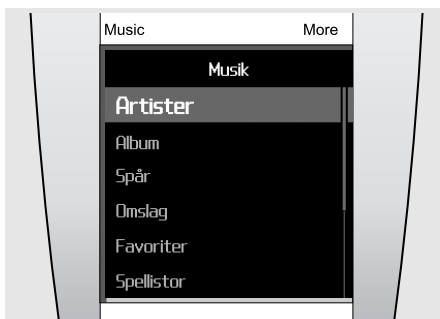 Music More
Musik
Artister
Album
Spår
Omslag
Favoriter
Spellistor